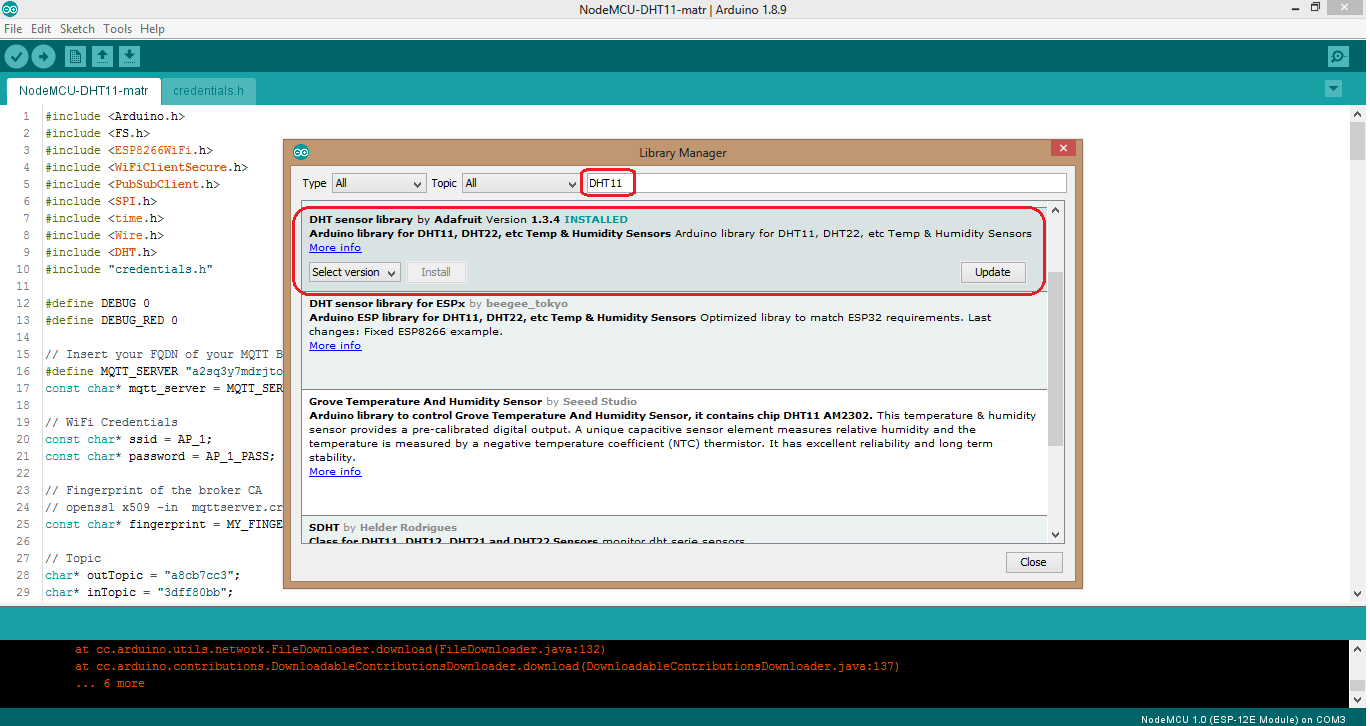 NodeMCU-DHT11-matr | Arduino 1.8.9
File Edit Sketch Tools Help
NodeMCU-DHT11-matr credentials.h
1 #include <Arduino.h>
2 #include <FS.h>
3 #include <ESP8266WiFi.h>
4 #include <WiFiClientSecure.h>
5 #include <PubSubClient.h>
6 #include <SPI.h>
7 #include <time.h>
8 #include <Wire.h>
9 #include <DHT.h>
10 #include "credentials.h"
11
12 #define DEBUG 0
13 #define DEBUG_RED 0
14
15 // Insert your FQDN of your MQTT B
16 #define MQTT_SERVER "a2sq3y7mdrjto
17 const char* mqtt_server = MQTT_SER
18
19 // WiFi Credentials
20 const char* ssid = AP_1;
21 const char* password = AP_1_PASS;
22
23 // Fingerprint of the broker CA
24 // openssl x509 -in  mqttserver.cr
25 const char* fingerprint = MY_FINGE
26
27 // Topic
28 char* outTopic = "a8cb7cc3";
29 char* inTopic = "3dff80bb";
Library Manager
Type All Topic All DHT11
DHT sensor library by Adafruit Version 1.3.4 INSTALLED
Arduino library for DHT11, DHT22, etc Temp & Humidity Sensors Arduino library for DHT11, DHT22, etc Temp & Humidity Sensors
More info
Select version Install Update
DHT sensor library for ESPx by beegee_tokyo
Arduino ESP library for DHT11, DHT22, etc Temp & Humidity Sensors Optimized libray to match ESP32 requirements. Last
changes: Fixed ESP8266 example.
More info
Grove Temperature And Humidity Sensor by Seeed Studio
Arduino library to control Grove Temperature And Humidity Sensor, it contains chip DHT11 AM2302. This temperature & humidity
sensor provides a pre-calibrated digital output. A unique capacitive sensor element measures relative humidity and the
temperature is measured by a negative temperature coefficient (NTC) thermistor. It has excellent reliability and long term
stability.
More info
SDHT by Helder Rodrigues
Class for DHT11, DHT12, DHT21 and DHT22 Sensors monitor dht serie sensors
Close
at cc.arduino.utils.network.FileDownloader.download(FileDownloader.java:132)
at cc.arduino.contributions.DownloadableContributionsDownloader.download(DownloadableContributionsDownloader.java:137)
... 6 more
NodeMCU 1.0 (ESP-12E Module) on COM3